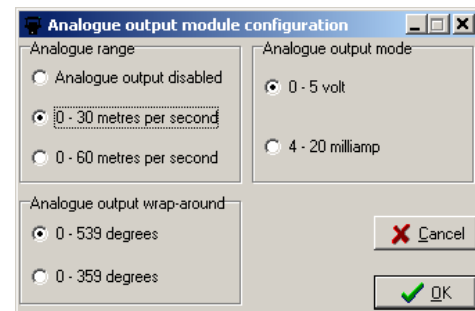 Analogue output module configuration
Analogue range
Analogue output disabled
0 - 30 metres per second
0 - 60 metres per second
Analogue output mode
0 - 5 volt
4 - 20 milliamp
Analogue output wrap-around
0 - 539 degrees
0 - 359 degrees
Cancel
OK